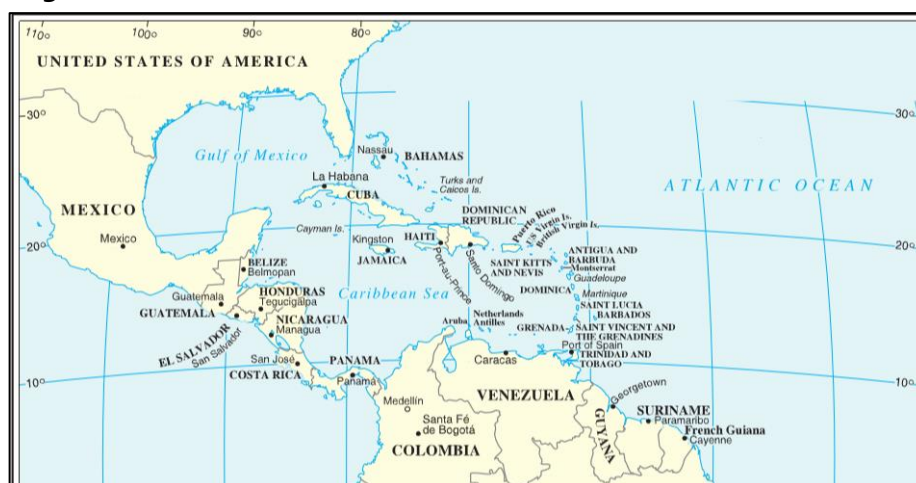 110°
100°
90°
80°
UNITED STATES OF AMERICA
30°
30°
Gulf of Mexico
Nassau
BAHAMAS
La Habana
CUBA
Turks and
Caicos Is.
ATLANTIC OCEAN
MEXICO
Mexico
Cayman Is.
DOMINICAN
REPUBLIC
Puerto Rico
US Virgin Is.
British Virgin Is.
20°
20°
Kingston
JAMAICA
HAITI
Port-au-Prince
Santo Domingo
SAINT KITTS
AND NEVIS
ANTIGUA AND
BARBUDA
Montserrat
Guadeloupe
BELIZE
Belmopan
DOMINICA
Martinique
Guatemala
GUATEMALA
HONDURAS
Tegucigalpa
Caribbean Sea
SAINT LUCIA
BARBADOS
EL SALVADOR
San Salvador
NICARAGUA
Managua
Aruba
Netherlands
Antilles
GRENADA
SAINT VINCENT AND
THE GRENADINES
Port of Spain
TRINIDAD AND
TOBAGO
San José
COSTA RICA
PANAMA
Panamá
Caracas
10°
10°
Medellín
VENEZUELA
Georgetown
Santa Fé
de Bogotá
COLOMBIA
GUYANA
SURINAME
Paramaribo
French Guiana
Cayenne